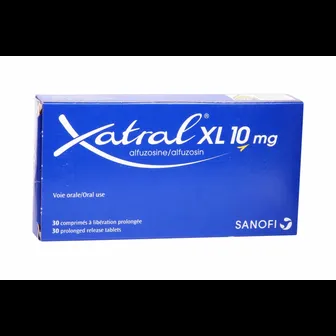 Xatral® XL 10 mg
alfuzosine/alfuzosin
Voie orale/Oral use
30 comprimés à libération prolongée
30 prolonged release tablets
SANOFI